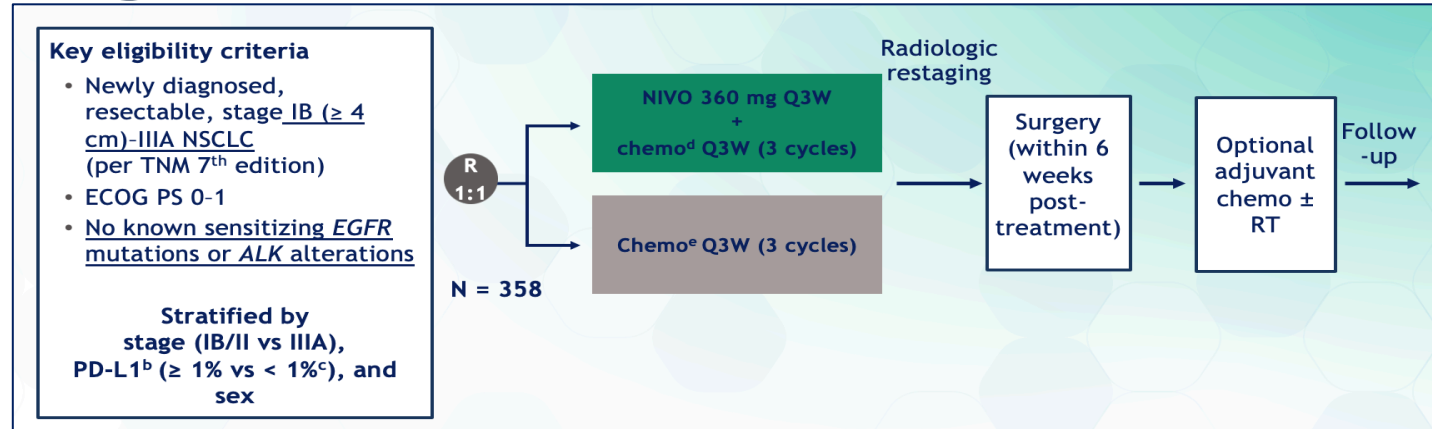 Key eligibility criteria
• Newly diagnosed,
resectable, stage IB (≥ 4
cm)–IIIA NSCLC
(per TNM 7th edition)
• ECOG PS 0–1
• No known sensitizing EGFR
mutations or ALK alterations
Stratified by
stage (IB/II vs IIIA),
PD-L1b (≥ 1% vs < 1%c), and
sex
R
1:1
N = 358
NIVO 360 mg Q3W
+
chemod Q3W (3 cycles)
Chemoe Q3W (3 cycles)
Radiologic
restaging
Surgery
(within 6
weeks
post-
treatment)
Optional
adjuvant
chemo ±
RT
Follow
-up